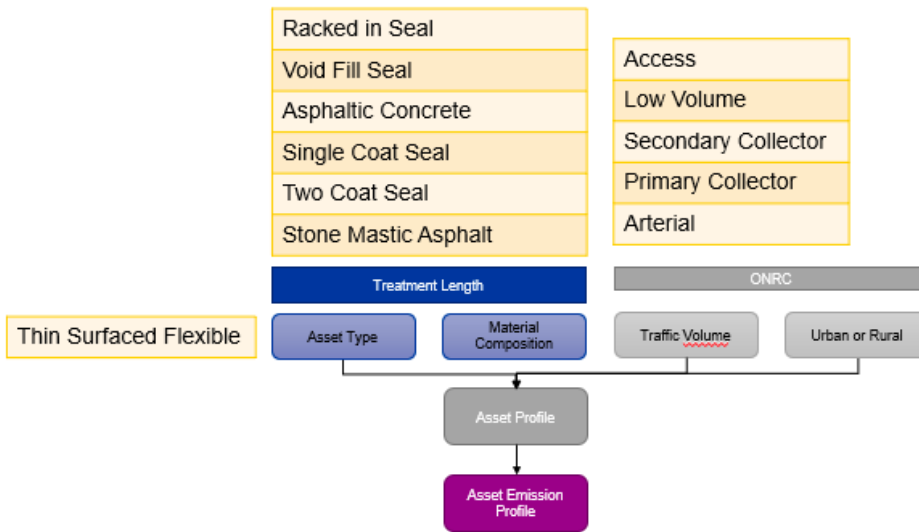 Racked in Seal
Void Fill Seal
Asphaltic Concrete
Single Coat Seal
Two Coat Seal
Stone Mastic Asphalt
Access
Low Volume
Secondary Collector
Primary Collector
Arterial
Treatment Length
ONRC
Thin Surfaced Flexible
Asset Type
Material
Composition
Traffic Volume
Urban or Rural
Asset Profile
Asset Emission
Profile